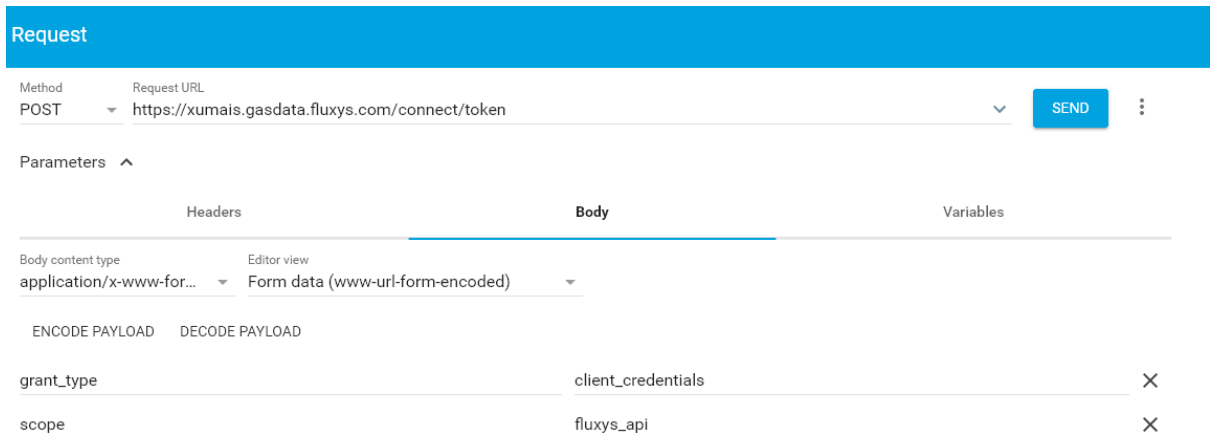 Request
Method Request URL
POST https://xumais.gasdata.fluxys.com/connect/token SEND
Parameters
Headers Body Variables
Body content type Editor view
application/x-www-for... Form data (www-url-form-encoded)
ENCODE PAYLOAD DECODE PAYLOAD
grant_type client_credentials
scope fluxys_api